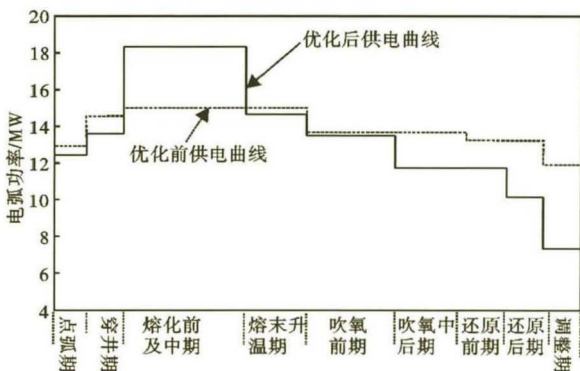 20
18
16
14
12
10
8
6
4
电弧功率/MW
优化后供电曲线
优化前供电曲线
点弧期
穿井期
熔化前
及中期
熔末升
温期
吹氧
前期
吹氧中
后期
还原
前期
还原
后期
调整期